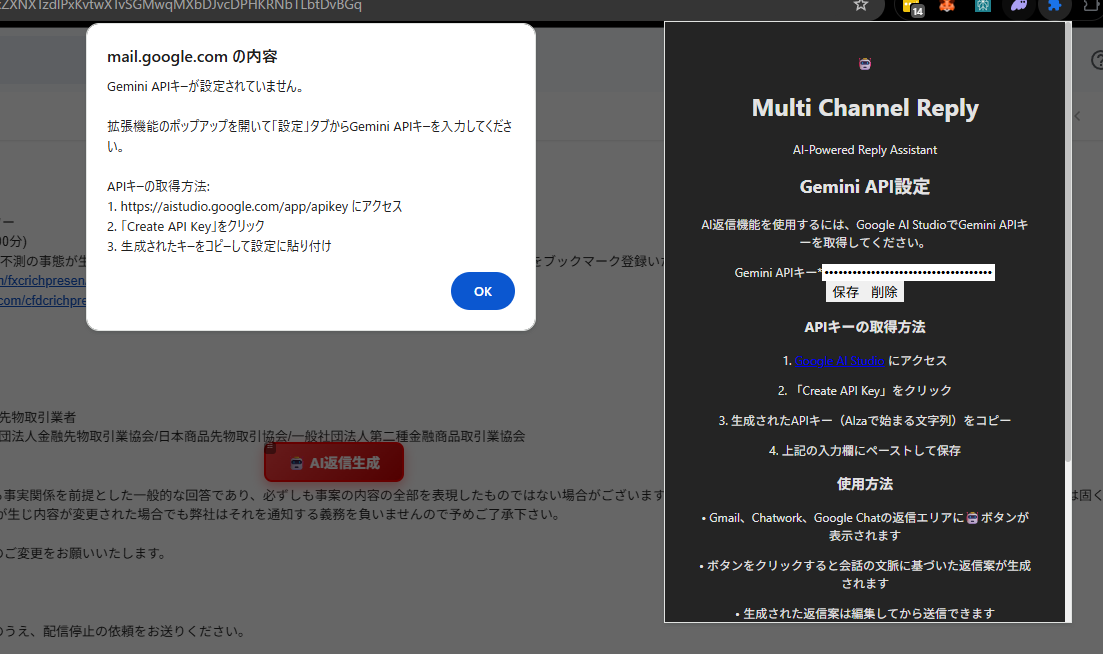 mail.google.com の内容
Gemini APIキーが設定されていません。
拡張機能のポップアップを開いて「設定」タブからGemini APIキーを入力してくださ
い。
APIキーの取得方法:
1. https://aistudio.google.com/app/apikey にアクセス
2. 「Create API Key」をクリック
3. 生成されたキーをコピーして設定に貼り付け
OK
14
Multi Channel Reply
AI-Powered Reply Assistant
Gemini API設定
AI返信機能を使用するには、Google AI StudioでGemini APIキ
ーを取得してください。
Gemini APIキー*
保存 削除
APIキーの取得方法
1. Google AI Studio にアクセス
2. 「Create API Key」をクリック
3. 生成されたAPIキー（AIzaで始まる文字列）をコピー
4. 上記の入力欄にペーストして保存
使用方法
• Gmail、Chatwork、Google Chatの返信エリアに🤖ボタンが
表示されます
• ボタンをクリックすると会話の文脈に基づいた返信案が生成
されます
• 生成された返信案は編集してから送信できます
00分)
不測の事態が生
をブックマーク登録い
m/fxcrichpresen
com/cfdcrichpre
先物取引業者
団法人金融先物取引業協会/日本商品先物取引協会/一般社団法人第二種金融商品取引業協会
AI返信生成
事実関係を前提とした一般的な回答であり、必ずしも事案の内容の全部を表現したものではない場合がございます
は固く
が生じ内容が変更された場合でも弊社はそれを通知する義務を負いませんので予めご了承下さい。
のご変更をお願いいたします。
のうえ、配信停止の依頼をお送りください。